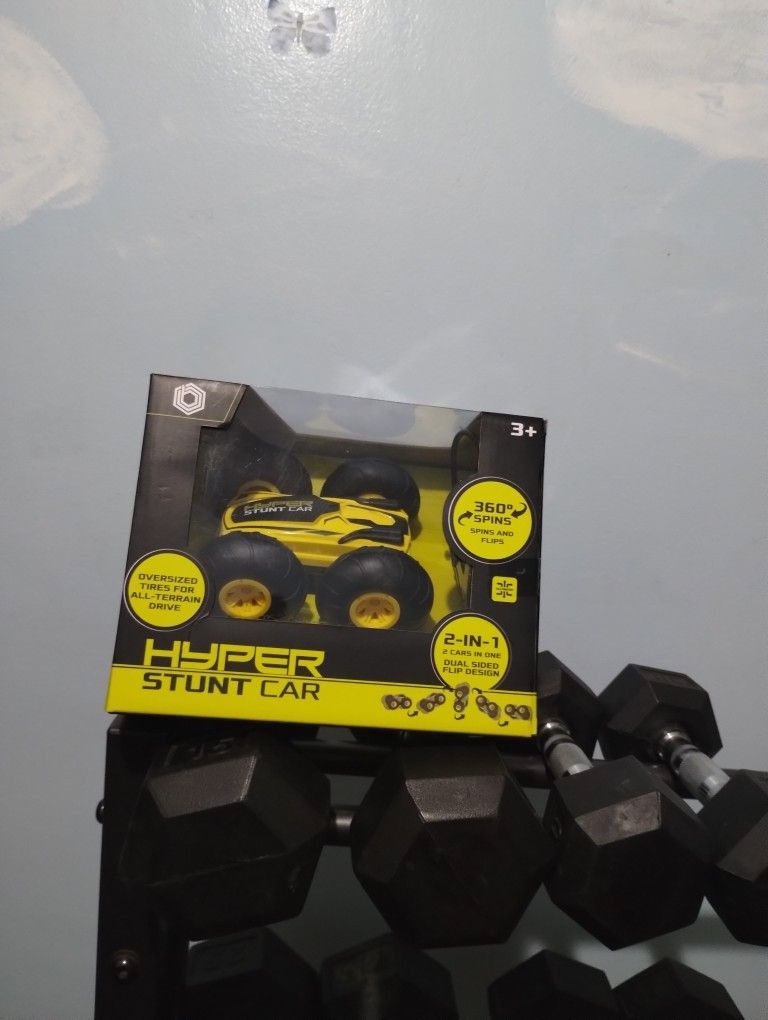 3+
HYPER
STUNT CAR
360°
SPINS
SPINS AND
FLIPS
OVERSIZED
TIRES FOR
ALL-TERRAIN
DRIVE
2-IN-1
2 CARS IN ONE
DUAL SIDED
FLIP DESIGN
HYPER
STUNT CAR